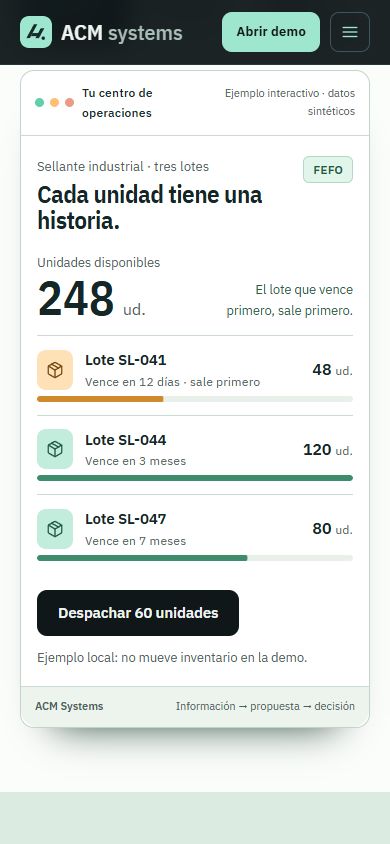 ACM systems
Abrir demo
Tu centro de
operaciones
Ejemplo interactivo · datos
sintéticos
Sellante industrial · tres lotes
FEFO
Cada unidad tiene una
historia.
Unidades disponibles
248 ud.
El lote que vence
primero, sale primero.
Lote SL-041
Vence en 12 días · sale primero
48 ud.
Lote SL-044
Vence en 3 meses
120 ud.
Lote SL-047
Vence en 7 meses
80 ud.
Despachar 60 unidades
Ejemplo local: no mueve inventario en la demo.
ACM Systems
Información → propuesta → decisión